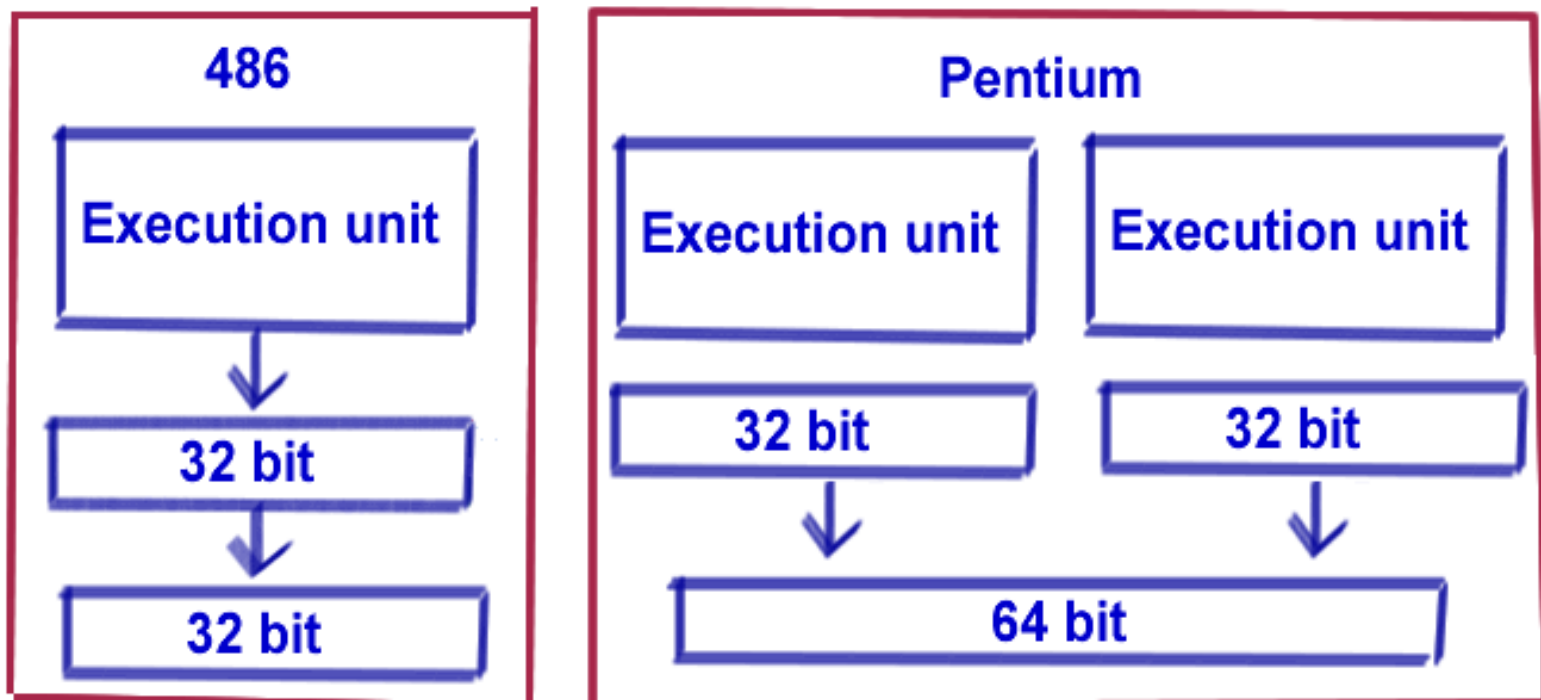 486
Execution unit
32 bit
32 bit
Pentium
Execution unit
Execution unit
32 bit
32 bit
64 bit